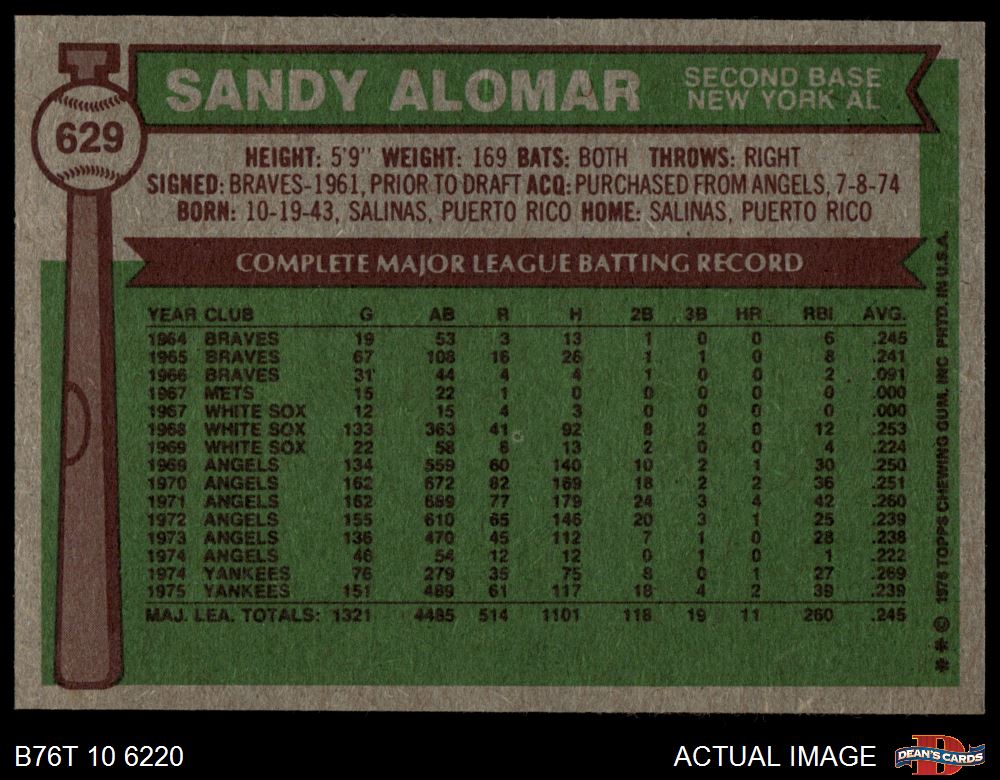 SANDY ALOMAR
SECOND BASE
NEW YORK AL
629
HEIGHT: 5'9" WEIGHT: 169 BATS: BOTH THROWS: RIGHT
SIGNED: BRAVES-1961, PRIOR TO DRAFT ACQ: PURCHASED FROM ANGELS, 7-8-74
BORN: 10-19-43, SALINAS, PUERTO RICO HOME: SALINAS, PUERTO RICO
COMPLETE MAJOR LEAGUE BATTING RECORD
YEAR CLUB G AB R H 2B 3B HR RBI AVG.
1964 BRAVES 19 53 3 13 1 0 0 6 .245
1965 BRAVES 67 108 16 26 1 1 0 8 .241
1966 BRAVES 31 44 4 4 1 0 0 2 .091
1967 METS 15 22 1 0 0 0 0 0 .000
1967 WHITE SOX 12 15 4 3 0 0 0 0 .000
1968 WHITE SOX 133 363 41 92 8 2 0 12 .253
1969 WHITE SOX 22 58 8 13 2 0 0 4 .224
1969 ANGELS 134 559 60 140 10 2 1 30 .250
1970 ANGELS 162 672 82 169 18 2 2 36 .251
1971 ANGELS 162 689 77 179 24 3 4 42 .260
1972 ANGELS 155 610 65 146 20 3 1 25 .239
1973 ANGELS 136 470 45 112 7 1 0 28 .238
1974 ANGELS 46 54 12 12 0 1 0 1 .222
1974 YANKEES 76 279 35 75 8 0 1 27 .269
1975 YANKEES 151 489 61 117 18 4 2 39 .239
MAJ. LEA. TOTALS: 1321 4485 514 1101 118 19 11 260 .245
** © 1976 TOPPS CHEWING GUM, INC PRTD. IN U.S.A.
B76T 10 6220
ACTUAL IMAGE
D
DEAN'S CARDS